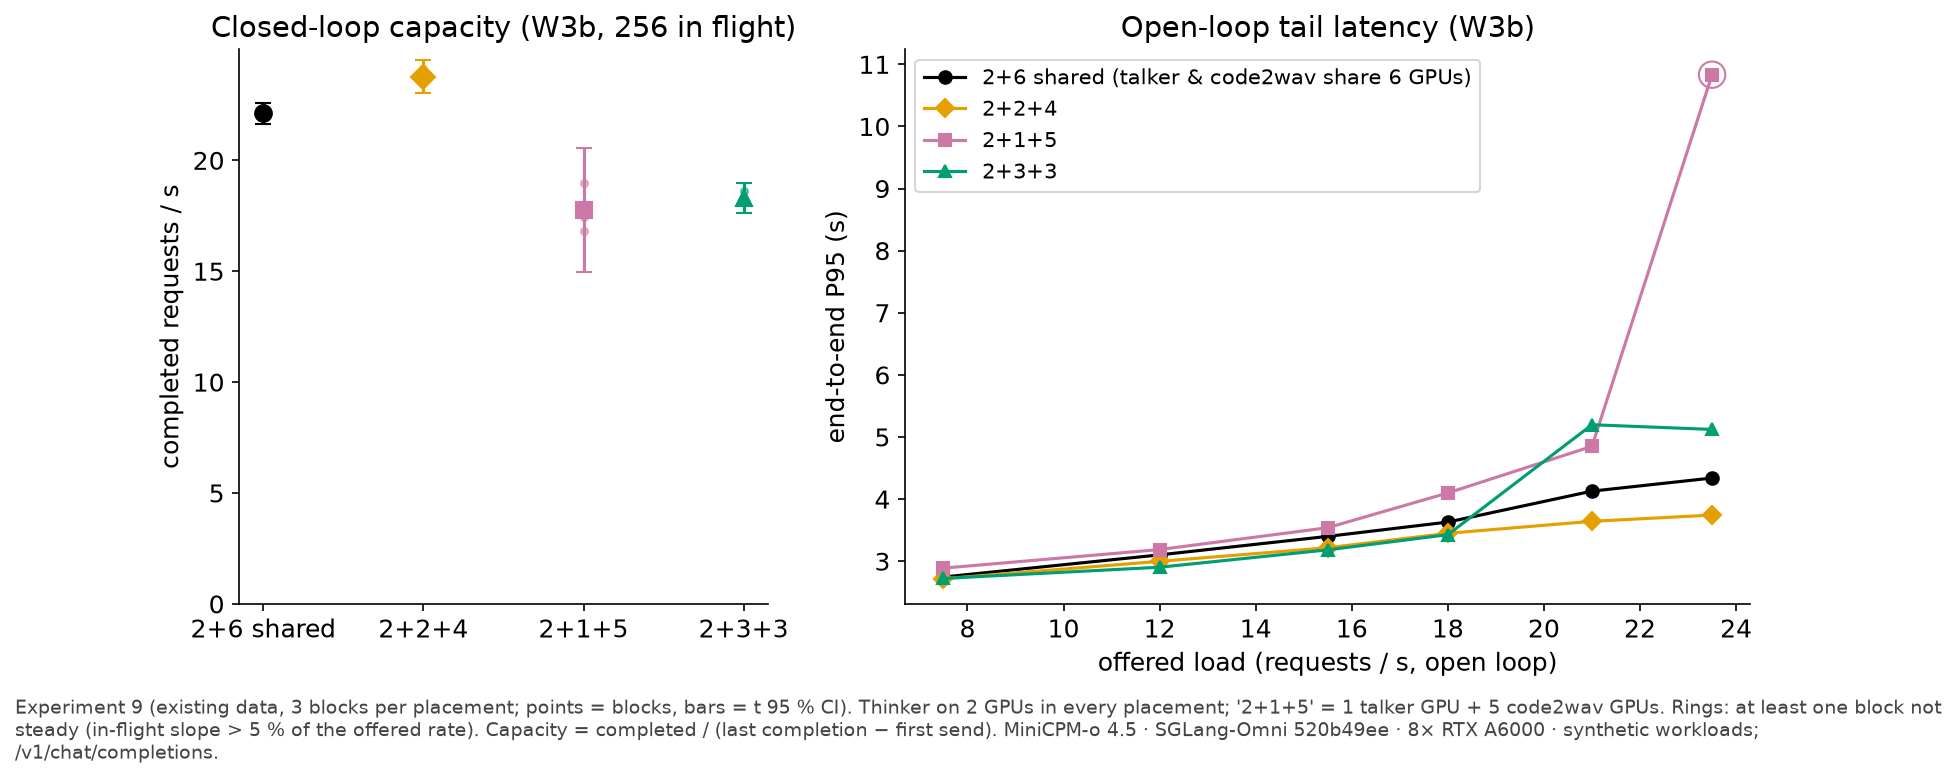 Closed-loop capacity (W3b, 256 in flight)
completed requests / s
20
15
10
5
0
2+6 shared
2+2+4
2+1+5
2+3+3
Open-loop tail latency (W3b)
2+6 shared (talker & code2wav share 6 GPUs)
2+2+4
2+1+5
2+3+3
end-to-end P95 (s)
11
10
9
8
7
6
5
4
3
8
10
12
14
16
18
20
22
24
offered load (requests / s, open loop)
Experiment 9 (existing data, 3 blocks per placement; points = blocks, bars = t 95 % CI). Thinker on 2 GPUs in every placement; '2+1+5' = 1 talker GPU + 5 code2wav GPUs. Rings: at least one block not
steady (in-flight slope > 5 % of the offered rate). Capacity = completed / (last completion − first send). MiniCPM-o 4.5 · SGLang-Omni 520b49ee · 8× RTX A6000 · synthetic workloads;
/v1/chat/completions.